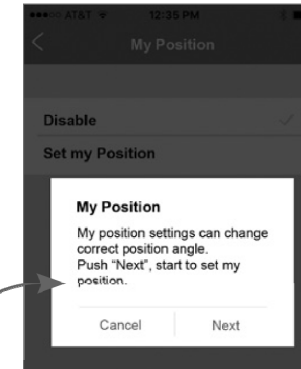 AT&T 12:35 PM
My Position
Disable
Set my Position
My Position
My position settings can change
correct position angle.
Push “Next”, start to set my
position.
Cancel Next